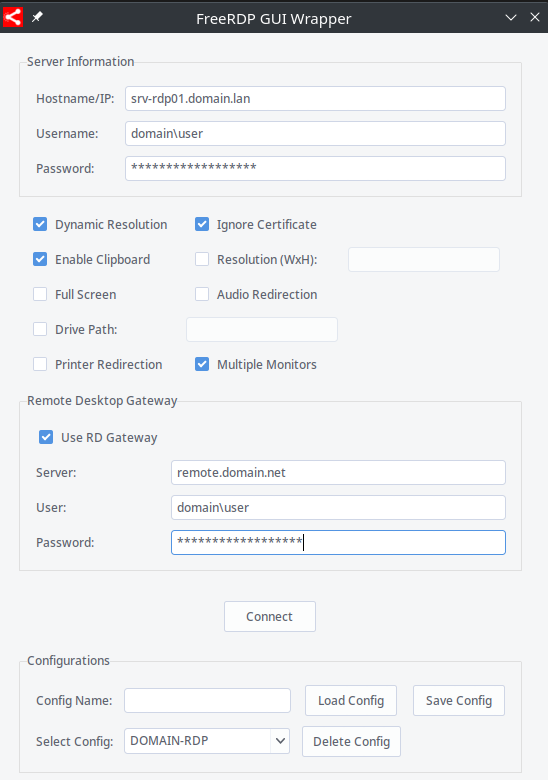 FreeRDP GUI Wrapper
Server Information
Hostname/IP: srv-rdp01.domain.lan
Username: domain\user
Password: ******************
Dynamic Resolution Ignore Certificate
Enable Clipboard Resolution (WxH):
Full Screen Audio Redirection
Drive Path:
Printer Redirection Multiple Monitors
Remote Desktop Gateway
Use RD Gateway
Server: remote.domain.net
User: domain\user
Password: ******************
Connect
Configurations
Config Name: Load Config Save Config
Select Config: DOMAIN-RDP Delete Config